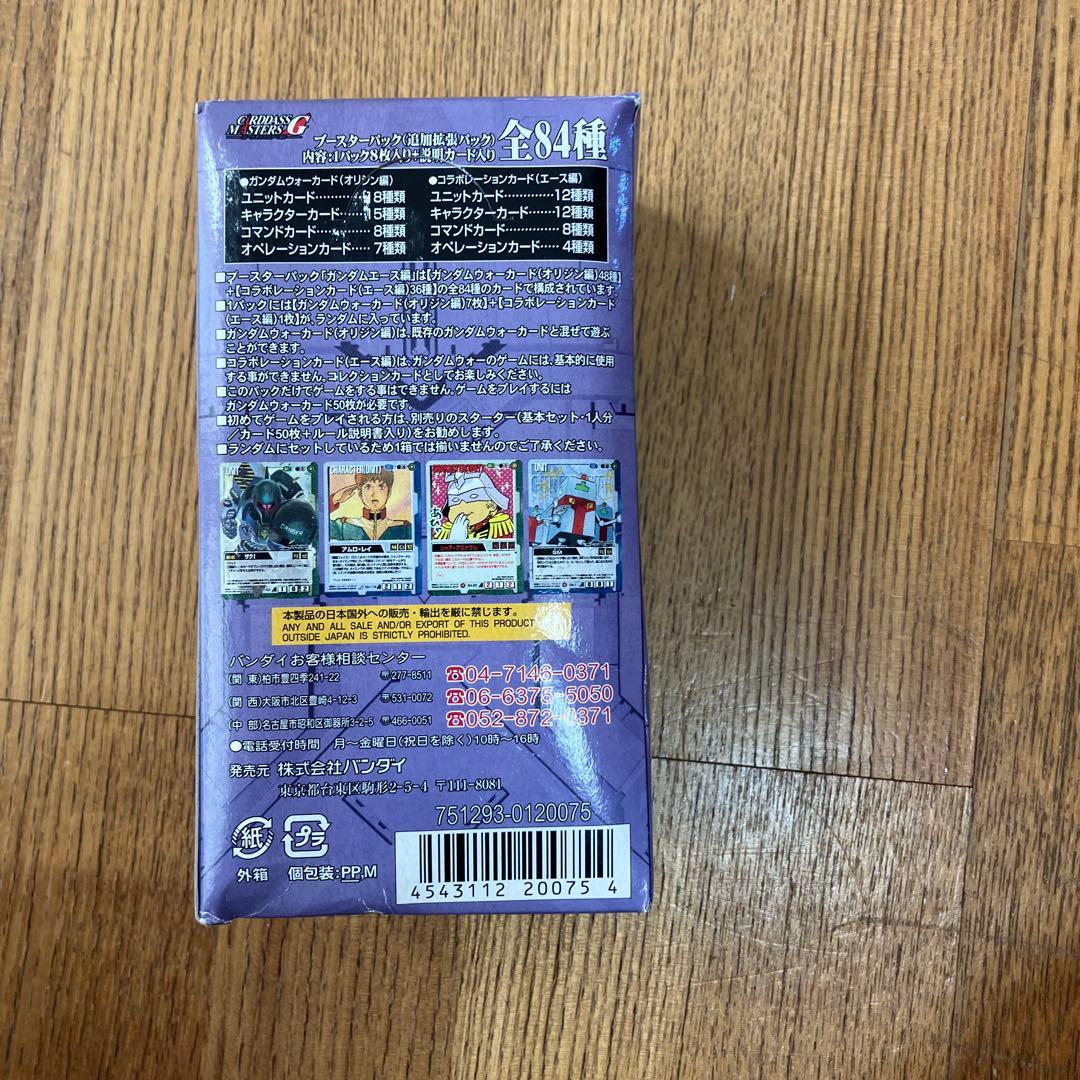 CARDDASS MASTERS G
ブースターパック(追加拡張パック)
内容:1パック8枚入り+説明カード入り
全84種
●ガンダムウォーカード(オリジン編)
ユニットカード…………18種類
キャラクターカード……15種類
コマンドカード…………8種類
オペレーションカード……7種類
●コラボレーションカード(エース編)
ユニットカード…………12種類
キャラクターカード……12種類
コマンドカード…………8種類
オペレーションカード……4種類
■ブースターパック「ガンダムエース編」は【ガンダムウォーカード(オリジン編)48種】
+【コラボレーションカード(エース編)36種】の全84種のカードで構成されています。
■1パックには【ガンダムウォーカード(オリジン編)7枚】+【コラボレーションカード
(エース編)1枚】が、ランダムに入っています。
■ガンダムウォーカード(オリジン編)は、既存のガンダムウォーカードと混ぜて遊ぶ
ことができます。
■コラボレーションカード(エース編)は、ガンダムウォーのゲームには、基本的に使用
する事ができません。コレクションカードとしてお楽しみください。
■このパックだけでゲームをする事はできません。ゲームをプレイするには
ガンダムウォーカード50枚が必要です。
■初めてゲームをプレイされる方は、別売りのスターター(基本セット・1人分
/カード50枚+ルール説明書入り)をお勧めします。
■ランダムにセットしているため1箱では揃いませんのでご了承ください。
UNIT
DANGER
ザクI
CHARACTER(UNIT)
アムロ・レイ
2 1 2
あひょ
2 1 2
UNIT
GM
本製品の日本国外への販売・輸出を厳に禁じます。
ANY AND ALL SALE AND/OR EXPORT OF THIS PRODUCT
OUTSIDE JAPAN IS STRICTLY PROHIBITED.
バンダイお客様相談センター
(関 東)柏市豊四季241-22 〒277-8511 ☎04-7146-0371
(関 西)大阪市北区豊崎4-12-3 〒531-0072 ☎06-6375-5050
(中 部)名古屋市昭和区御器所3-2-5 〒466-0051 ☎052-872-0371
●電話受付時間 月〜金曜日(祝日を除く)10時〜16時
発売元 株式会社バンダイ
東京都台東区駒形2-5-4 〒111-8081
751293-0120075
紙
プラ
外箱 個包装:PP,M
4543112 20075 4